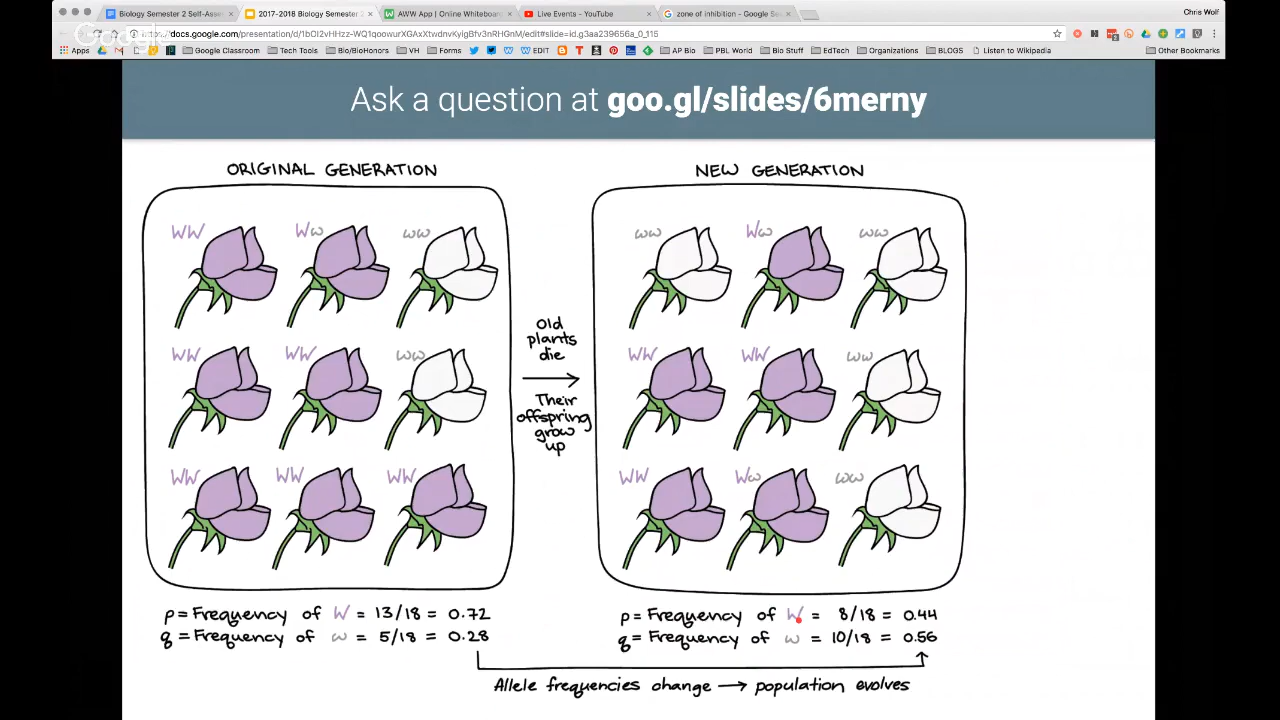 Chris Wolf
Biology Semester 2 Self-Asse
2017-2018 Biology Semester 2
AWW App | Online Whiteboard
Live Events - YouTube
zone of inhibition - Google Se
Google
https://docs.google.com/presentation/d/1bOI2vHHzz-WQ1qoowurXGAxXtwdnvKyigBfv3nRHGnM/edit#slide=id.g3aa239656a_0_115
Apps
Google Classroom
Tech Tools
Bio/BioHonors
VH
Forms
EDIT
AP Bio
PBL World
Bio Stuff
EdTech
Organizations
BLOGS
Listen to Wikipedia
Other Bookmarks
Ask a question at goo.gl/slides/6merny
ORIGINAL GENERATION
WW Ww ww
WW WW ww
WW WW WW
p = Frequency of W = 13/18 = 0.72
q = Frequency of w = 5/18 = 0.28
Old
plants
die
Their
offspring
grow
up
NEW GENERATION
ww Ww ww
WW WW ww
WW Ww ww
p = Frequency of W = 8/18 = 0.44
q = Frequency of w = 10/18 = 0.56
Allele frequencies change → population evolves